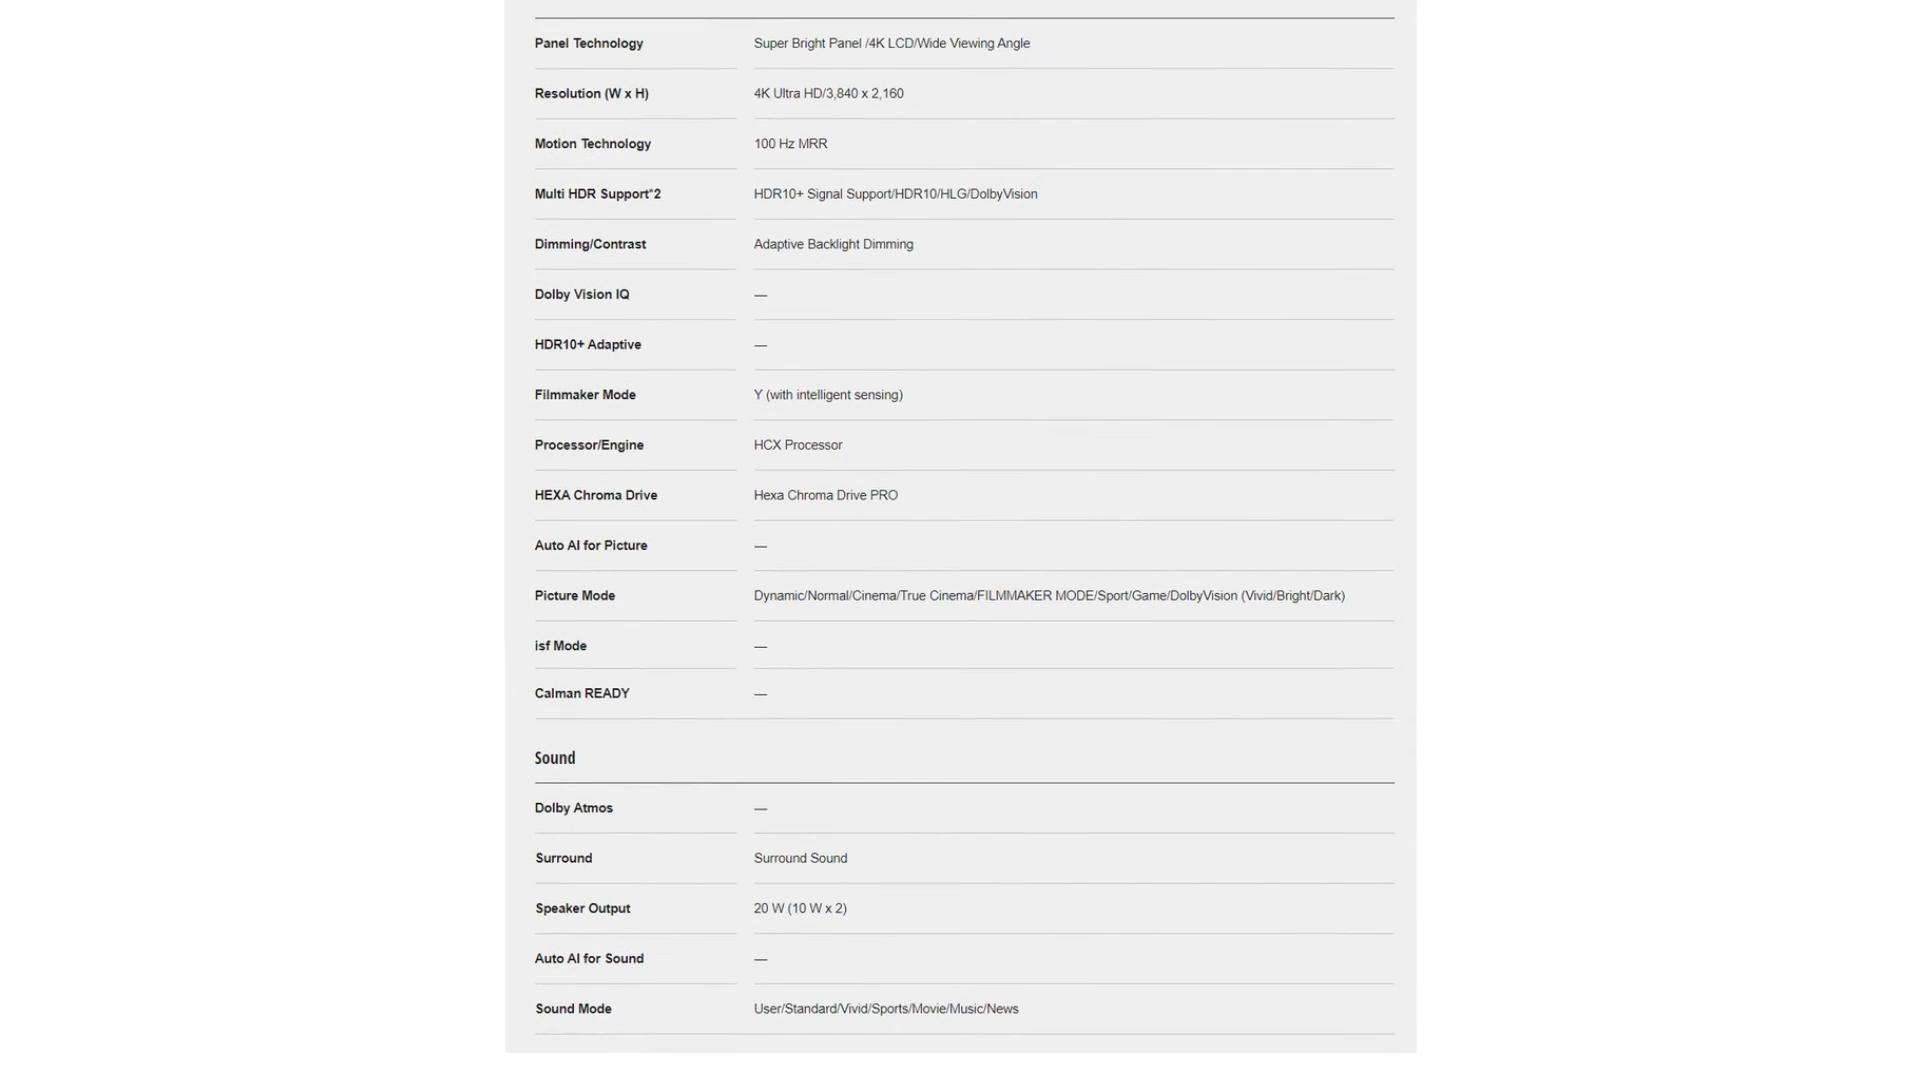 Panel Technology Super Bright Panel /4K LCD/Wide Viewing Angle
Resolution (W x H) 4K Ultra HD/3,840 x 2,160
Motion Technology 100 Hz MRR
Multi HDR Support*2 HDR10+ Signal Support/HDR10/HLG/DolbyVision
Dimming/Contrast Adaptive Backlight Dimming
Dolby Vision IQ —
HDR10+ Adaptive —
Filmmaker Mode Y (with intelligent sensing)
Processor/Engine HCX Processor
HEXA Chroma Drive Hexa Chroma Drive PRO
Auto AI for Picture —
Picture Mode Dynamic/Normal/Cinema/True Cinema/FILMMAKER MODE/Sport/Game/DolbyVision (Vivid/Bright/Dark)
isf Mode —
Calman READY —
Sound
Dolby Atmos —
Surround Surround Sound
Speaker Output 20 W (10 W x 2)
Auto AI for Sound —
Sound Mode User/Standard/Vivid/Sports/Movie/Music/News